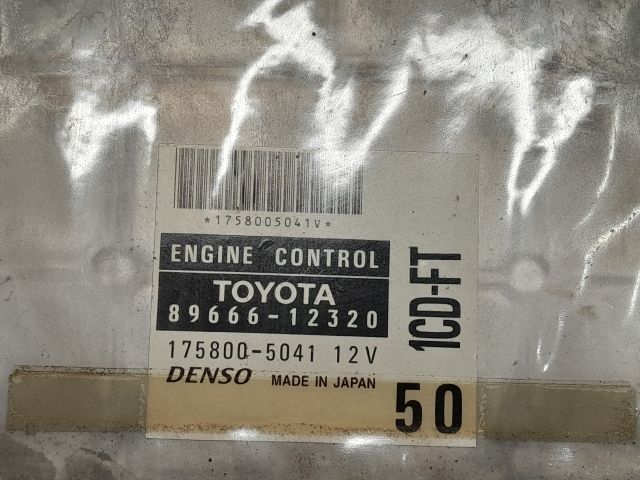 *1758005041V*
ENGINE CONTROL
TOYOTA
89666-12320
175800-5041 12V
DENSO MADE IN JAPAN
1CD-FT
50